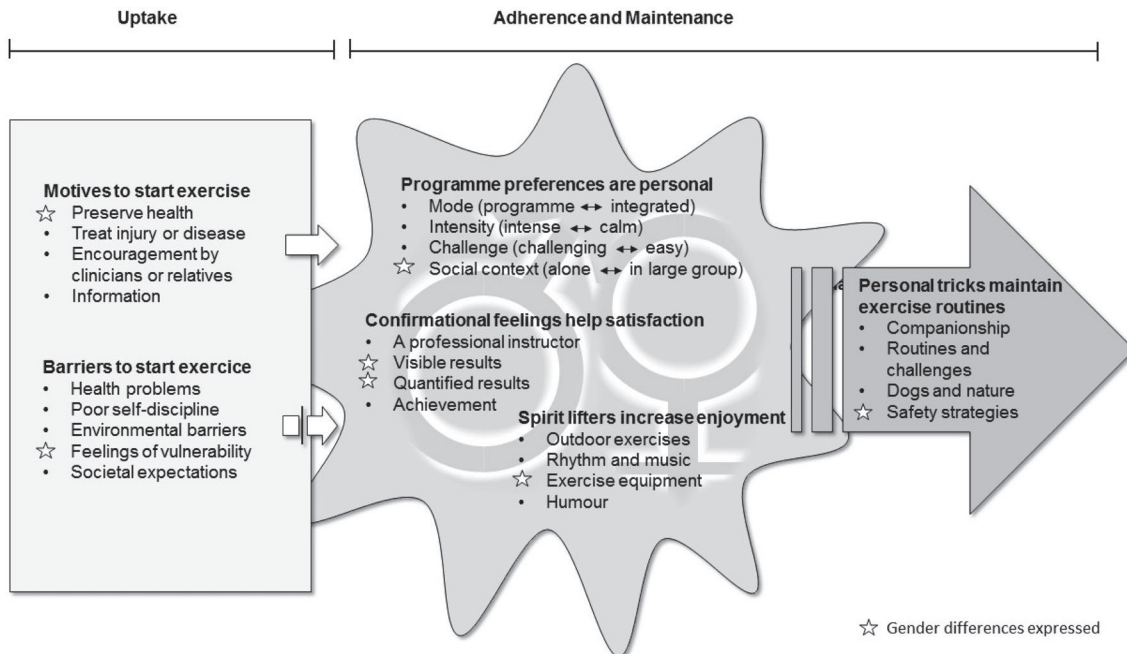 Uptake
Adherence and Maintenance
Motives to start exercise
☆ Preserve health
• Treat injury or disease
• Encouragement by
clinicians or relatives
• Information
Barriers to start exercice
• Health problems
• Poor self-discipline
• Environmental barriers
☆ Feelings of vulnerability
• Societal expectations
Programme preferences are personal
• Mode (programme ↔ integrated)
• Intensity (intense ↔ calm)
• Challenge (challenging ↔ easy)
☆ Social context (alone ↔ in large group)
Confirmational feelings help satisfaction
• A professional instructor
☆ Visible results
☆ Quantified results
• Achievement
Spirit lifters increase enjoyment
• Outdoor exercises
• Rhythm and music
☆ Exercise equipment
• Humour
Personal tricks maintain
exercise routines
• Companionship
• Routines and
challenges
• Dogs and nature
☆ Safety strategies
☆ Gender differences expressed